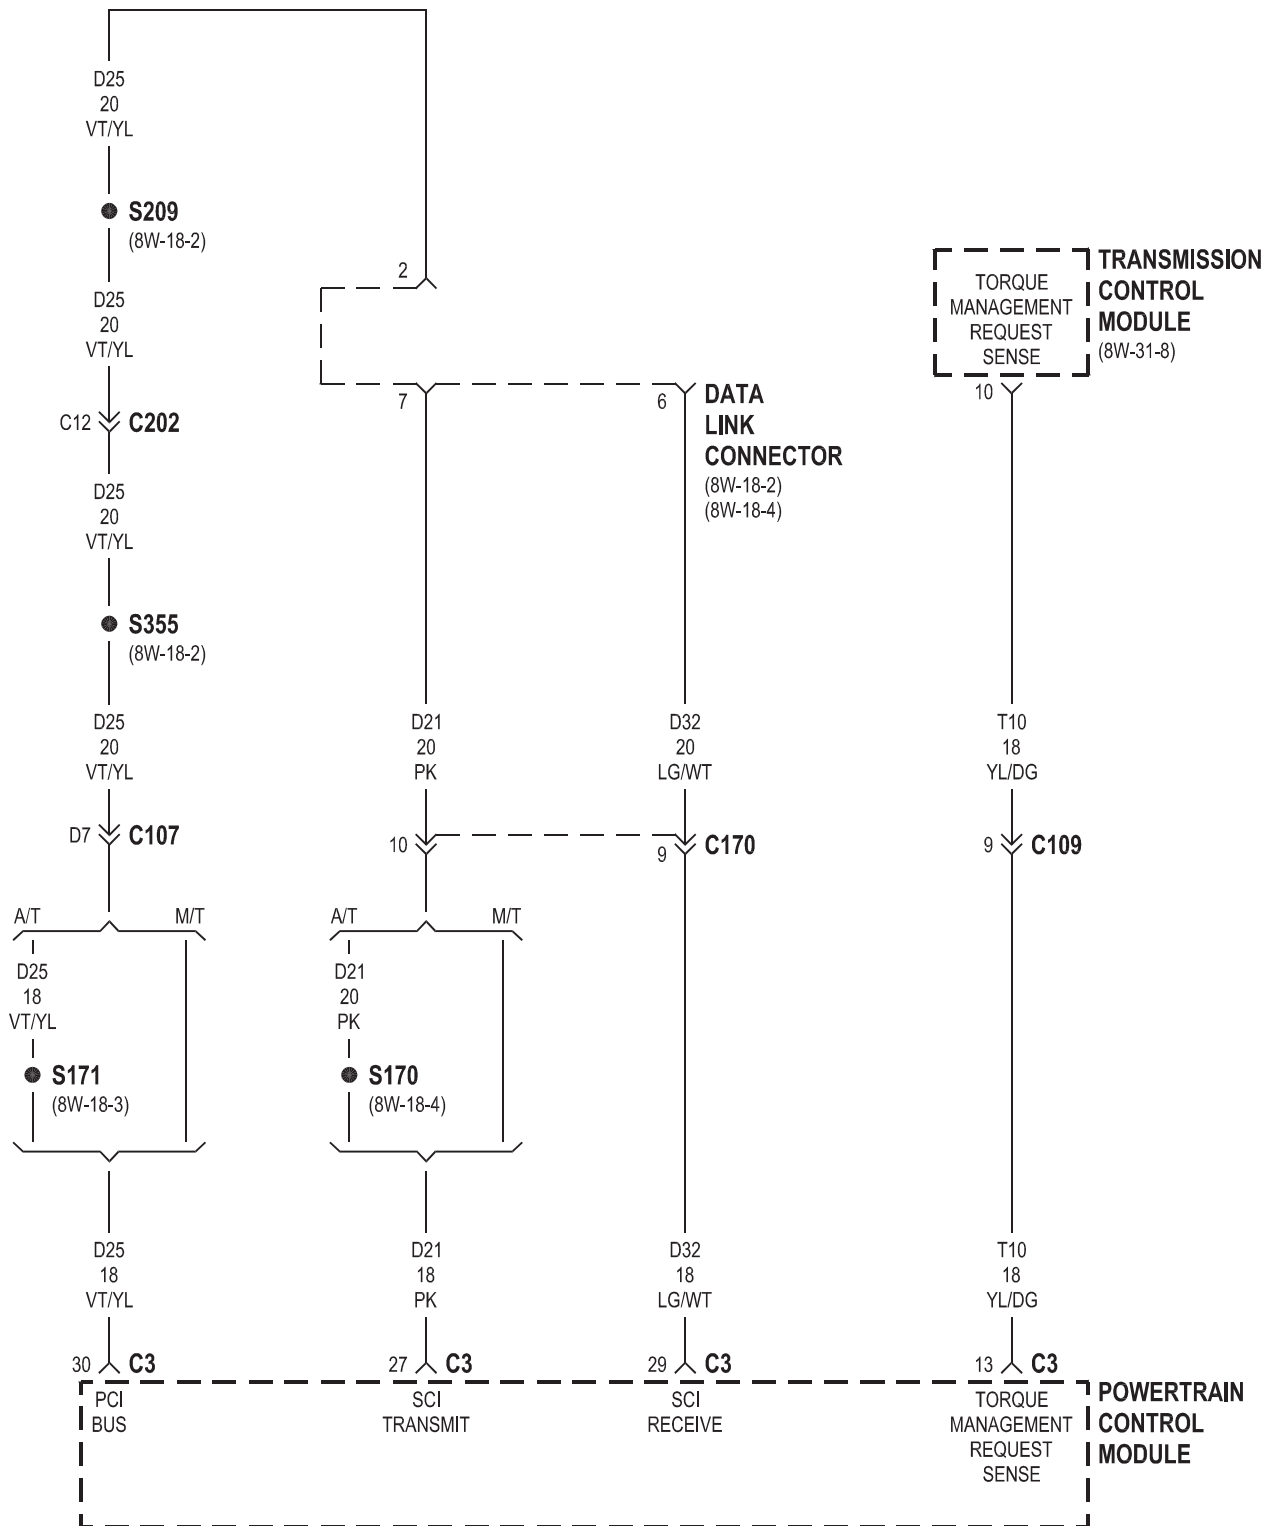 D25
20
VT/YL
S209
(8W-18-2)
D25
20
VT/YL
C12 C202
D25
20
VT/YL
S355
(8W-18-2)
D25
20
VT/YL
D7 C107
A/T M/T
D25
18
VT/YL
S171
(8W-18-3)
D25
18
VT/YL
30 C3
PCI
BUS
2
7
6
DATA
LINK
CONNECTOR
(8W-18-2)
(8W-18-4)
D21
20
PK
10
A/T M/T
D21
20
PK
S170
(8W-18-4)
D21
18
PK
27 C3
SCI
TRANSMIT
D32
20
LG/WT
9 C170
D32
18
LG/WT
29 C3
SCI
RECEIVE
TORQUE
MANAGEMENT
REQUEST
SENSE
TRANSMISSION
CONTROL
MODULE
(8W-31-8)
10
T10
18
YL/DG
9 C109
T10
18
YL/DG
13 C3
TORQUE
MANAGEMENT
REQUEST
SENSE
POWERTRAIN
CONTROL
MODULE